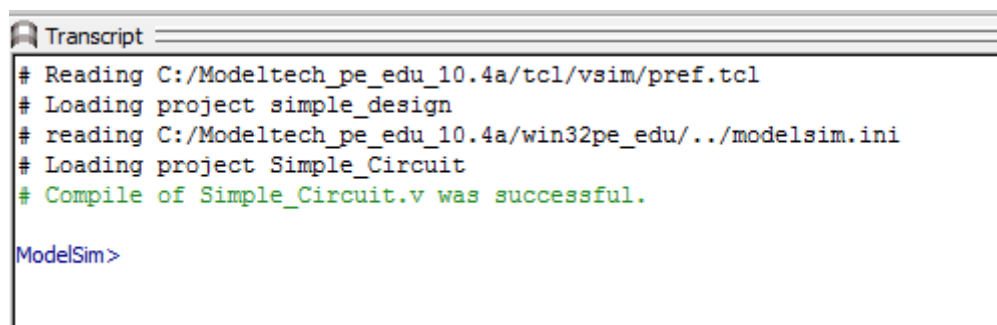 Transcript
# Reading C:/Modeltech_pe_edu_10.4a/tcl/vsim/pref.tcl
# Loading project simple_design
# reading C:/Modeltech_pe_edu_10.4a/win32pe_edu/../modelsim.ini
# Loading project Simple_Circuit
# Compile of Simple_Circuit.v was successful.
ModelSim>